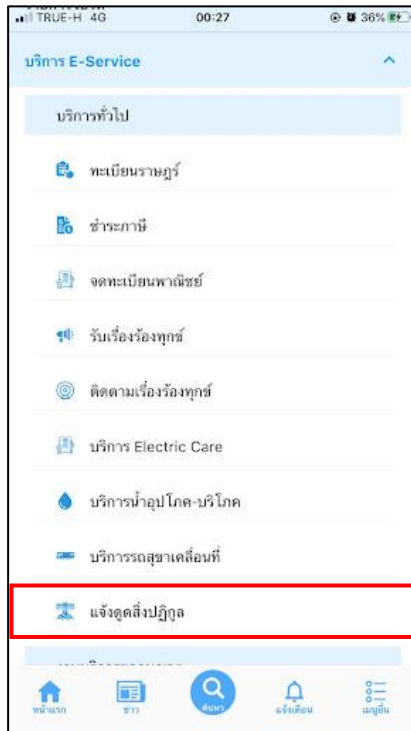 TRUE-H 4G 00:27 36%
บริการ E-Service
บริการทั่วไป
ทะเบียนราษฎร์
ชำระภาษี
จดทะเบียนพาณิชย์
รับเรื่องร้องทุกข์
ติดตามเรื่องร้องทุกข์
บริการ Electric Care
บริการน้ำอุปโภค-บริโภค
บริการรถสุขาเคลื่อนที่
แจ้งดูดสิ่งปฏิกูล
หน้าแรก ข่าว ค้นหา แจ้งเตือน เมนูอื่น